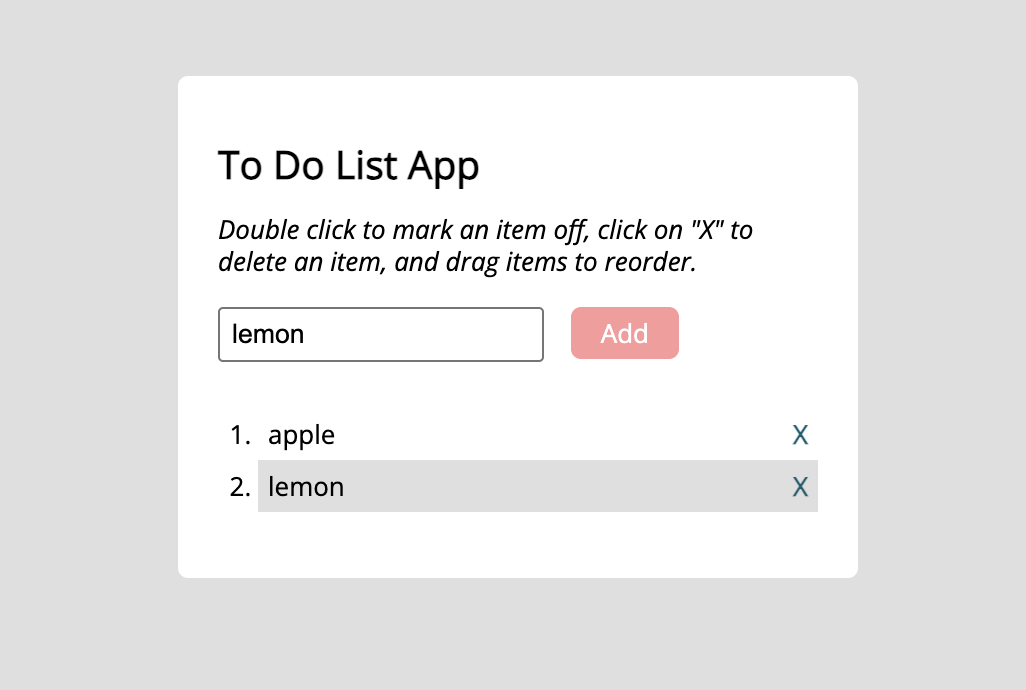 To Do List App
Double click to mark an item off, click on "X" to
delete an item, and drag items to reorder.
lemon Add
1. apple X
2. lemon X